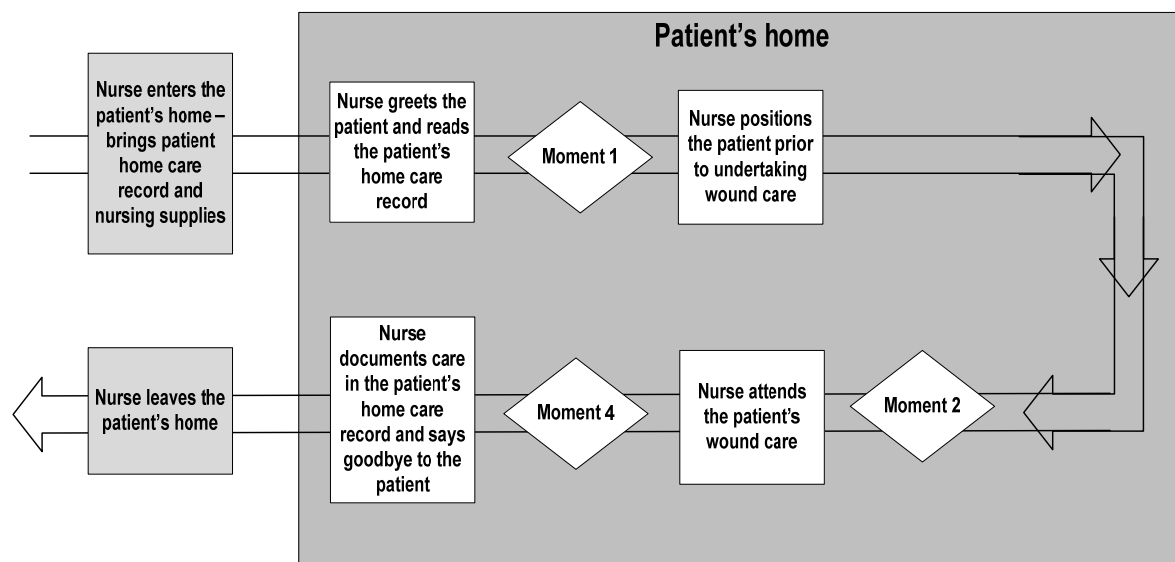 Patient's home
Nurse enters the
patient's home –
brings patient
home care
record and
nursing supplies
Nurse greets the
patient and reads
the patient's
home care
record
Moment 1
Nurse positions
the patient prior
to undertaking
wound care
Moment 2
Nurse attends
the patient's
wound care
Moment 4
Nurse
documents care
in the patient's
home care
record and says
goodbye to the
patient
Nurse leaves the
patient's home